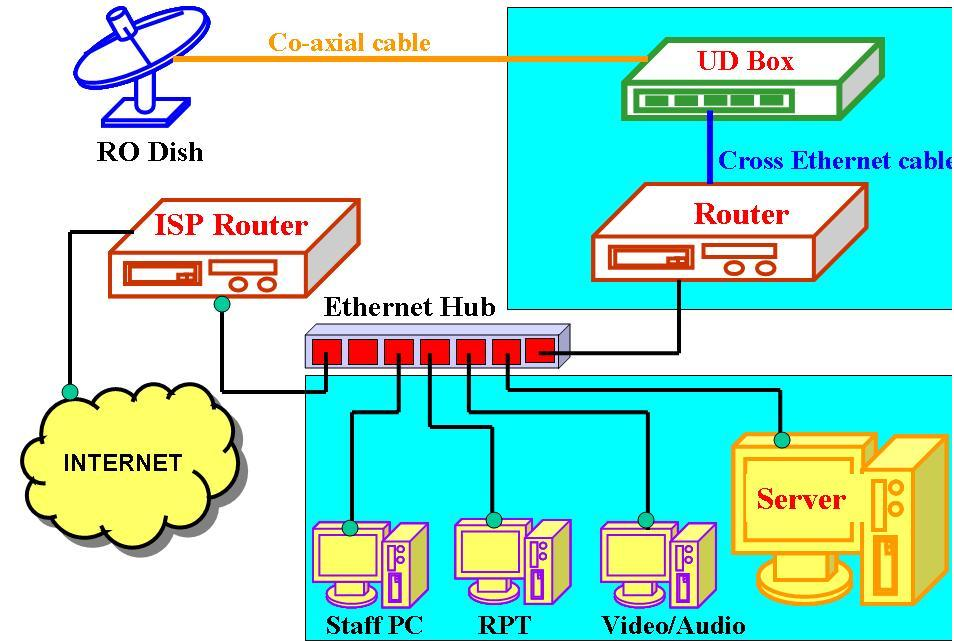 Co-axial cable
UD Box
RO Dish
Cross Ethernet cable
ISP Router
Router
Ethernet Hub
INTERNET
Server
Staff PC
RPT
Video/Audio